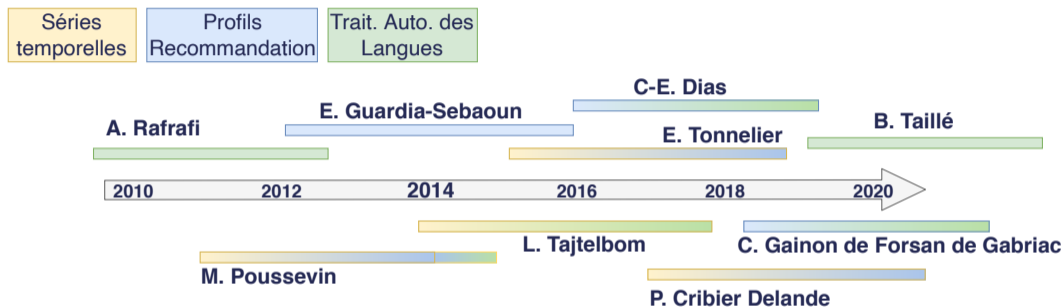 Séries
temporelles
Profils
Recommandation
Trait. Auto. des
Langues
C-E. Dias
E. Guardia-Sebaoun
A. Rafrafi
B. Taillé
E. Tonnelier
2010 2012 2014 2016 2018 2020
L. Tajtelbom
C. Gainon de Forsan de Gabriac
M. Poussevin
P. Cribier Delande